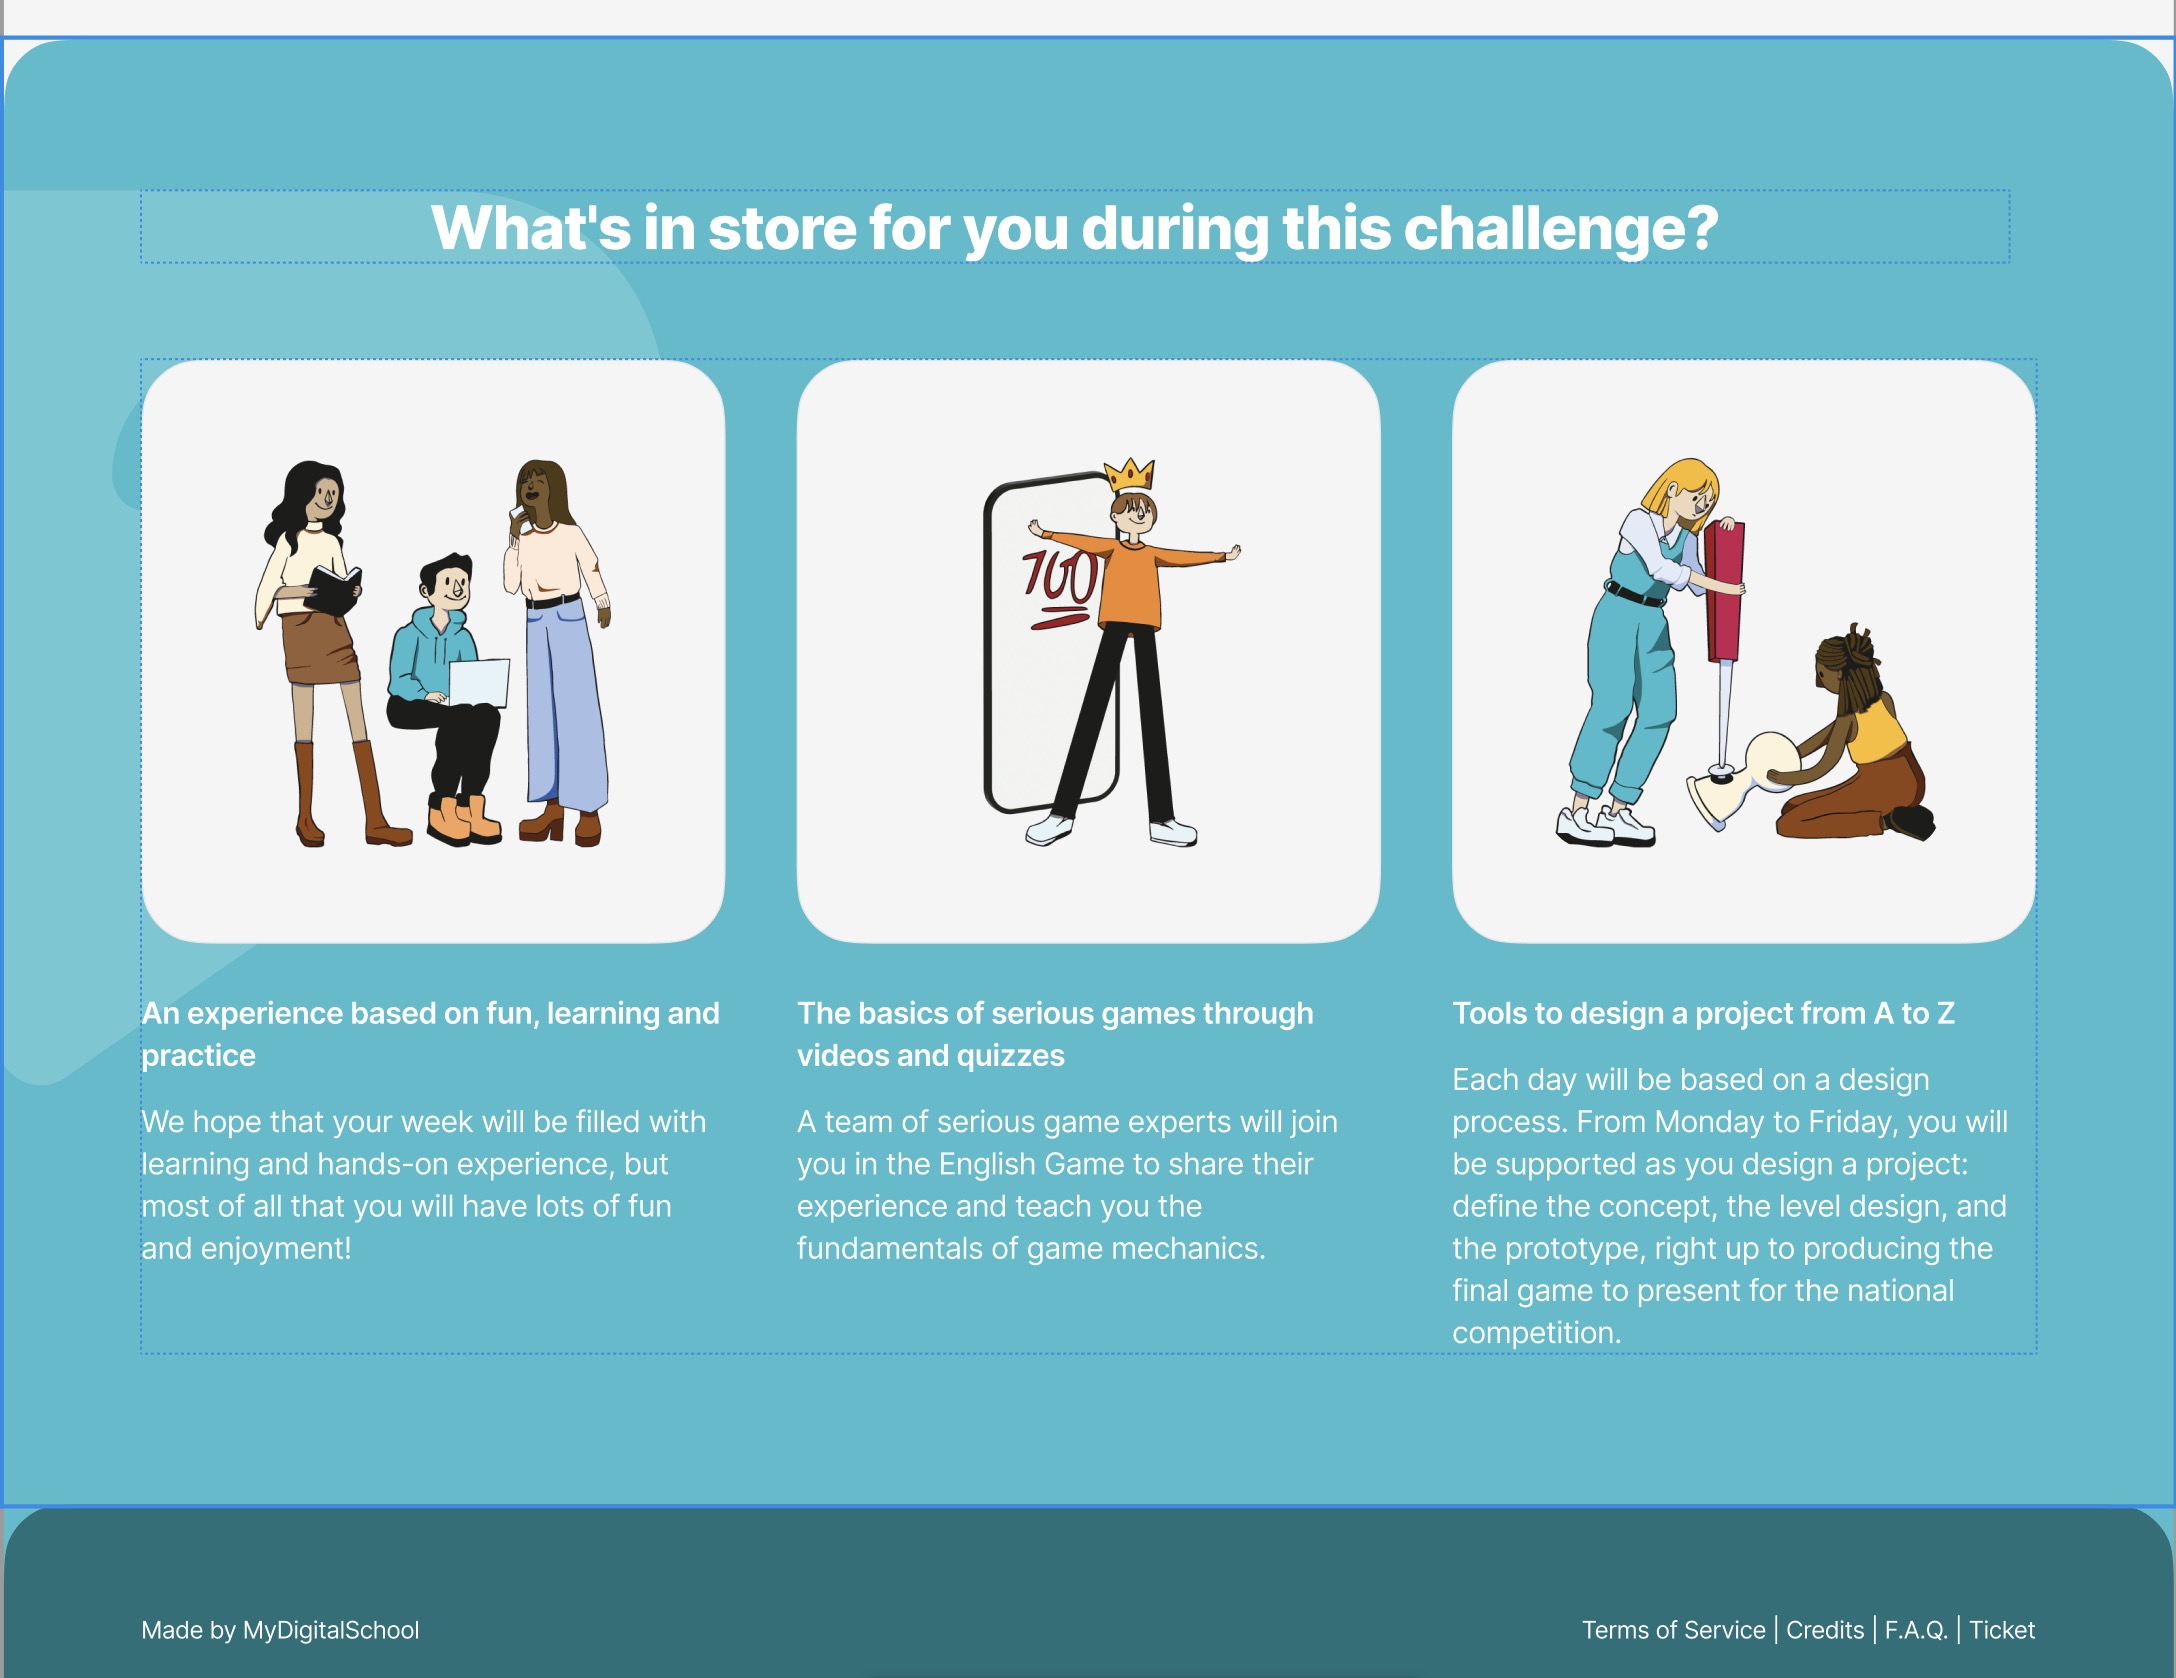 What's in store for you during this challenge?
100
An experience based on fun, learning and
practice
We hope that your week will be filled with
learning and hands-on experience, but
most of all that you will have lots of fun
and enjoyment!
The basics of serious games through
videos and quizzes
A team of serious game experts will join
you in the English Game to share their
experience and teach you the
fundamentals of game mechanics.
Tools to design a project from A to Z
Each day will be based on a design
process. From Monday to Friday, you will
be supported as you design a project:
define the concept, the level design, and
the prototype, right up to producing the
final game to present for the national
competition.
Made by MyDigitalSchool
Terms of Service | Credits | F.A.Q. | Ticket